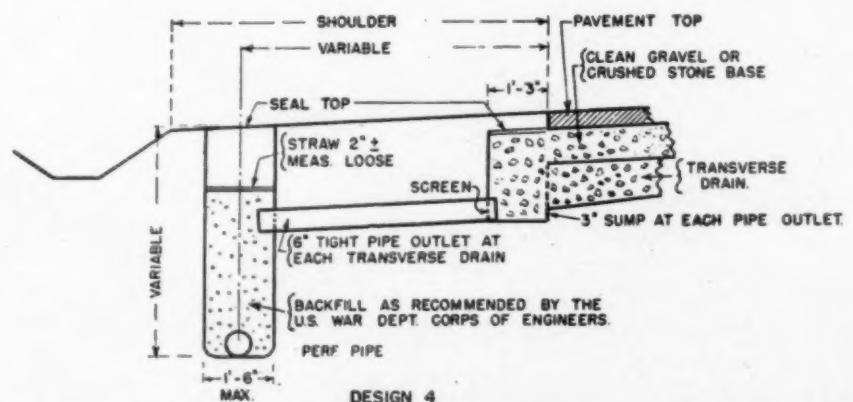 SHOULDER
PAVEMENT TOP
VARIABLE
CLEAN GRAVEL OR
CRUSHED STONE BASE
1'-3"
SEAL TOP
STRAW 2" ±
MEAS. LOOSE
TRANSVERSE
DRAIN.
SCREEN
3" SUMP AT EACH PIPE OUTLET.
6" TIGHT PIPE OUTLET AT
EACH TRANSVERSE DRAIN
VARIABLE
BACKFILL AS RECOMMENDED BY THE
U.S. WAR DEPT. CORPS OF ENGINEERS.
PERF PIPE
1'-6"
MAX.
DESIGN 4